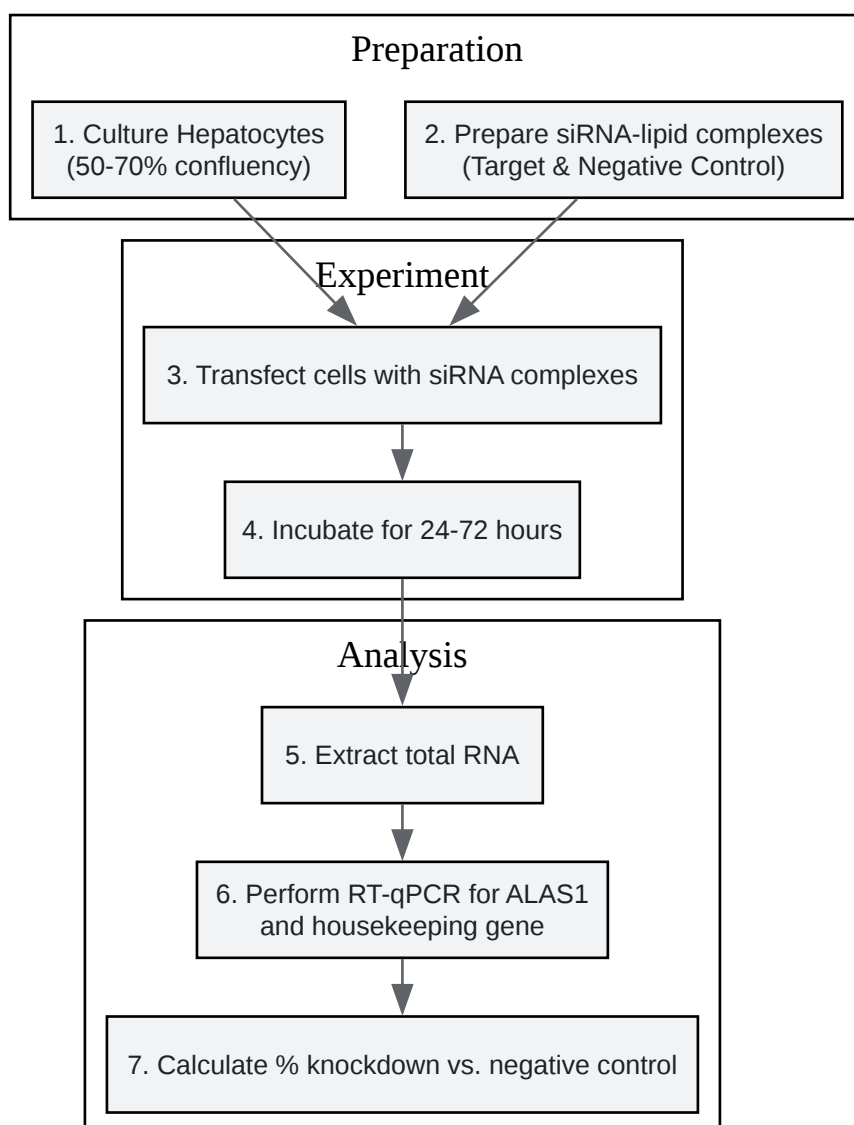 Preparation
1. Culture Hepatocytes
(50-70% confluency)
2. Prepare siRNA-lipid complexes
(Target & Negative Control)
Experiment
3. Transfect cells with siRNA complexes
4. Incubate for 24-72 hours
Analysis
5. Extract total RNA
6. Perform RT-qPCR for ALAS1
and housekeeping gene
7. Calculate % knockdown vs. negative control